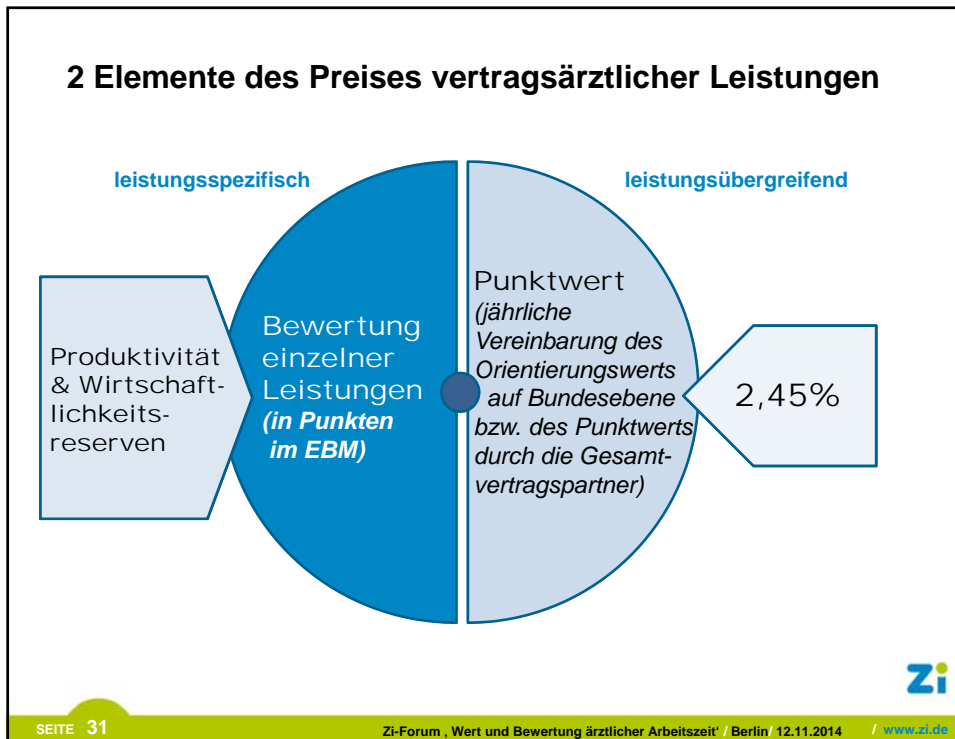 2 Elemente des Preises vertragsärztlicher Leistungen
leistungsspezifisch
leistungsübergreifend
Produktivität
& Wirtschaft-
lichkeits-
reserven
Bewertung
einzelner
Leistungen
(in Punkten
im EBM)
Punktwert
(jährliche
Vereinbarung des
Orientierungswerts
auf Bundesebene
bzw. des Punktwerts
durch die Gesamt-
vertragspartner)
2,45%
Zi
SEITE 31
Zi-Forum ‚ Wert und Bewertung ärztlicher Arbeitszeit‘ / Berlin/ 12.11.2014 / www.zi.de